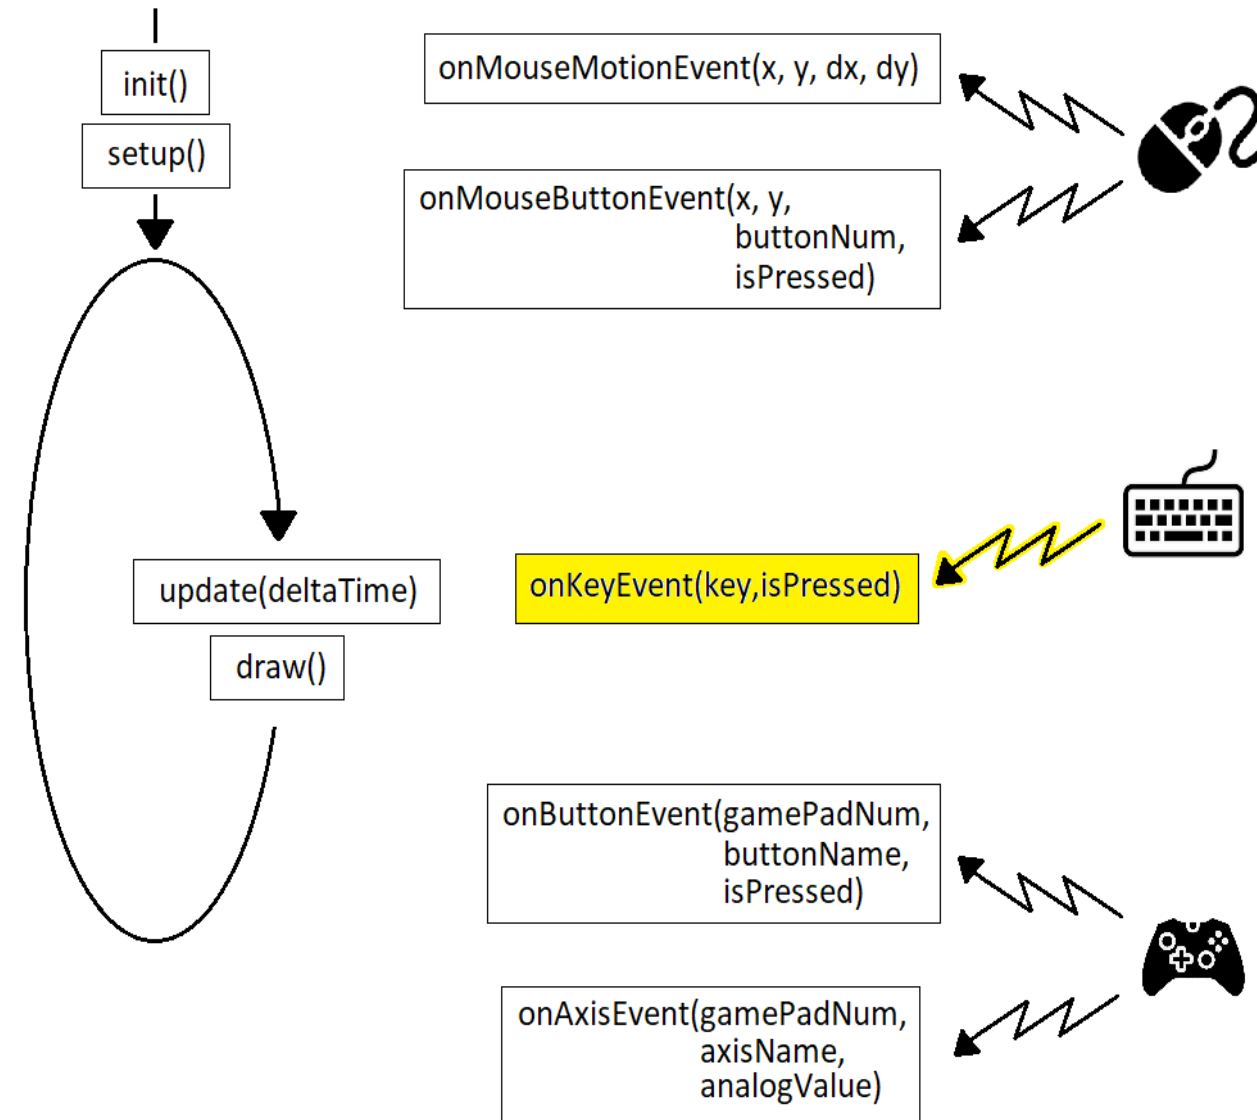 init()
setup()
update(deltaTime)
draw()
onMouseMotionEvent(x, y, dx, dy)
onMouseButtonEvent(x, y,
buttonNum,
isPressed)
onKeyEvent(key,isPressed)
onButtonEvent(gamePadNum,
buttonName,
isPressed)
onAxisEvent(gamePadNum,
axisName,
analogValue)